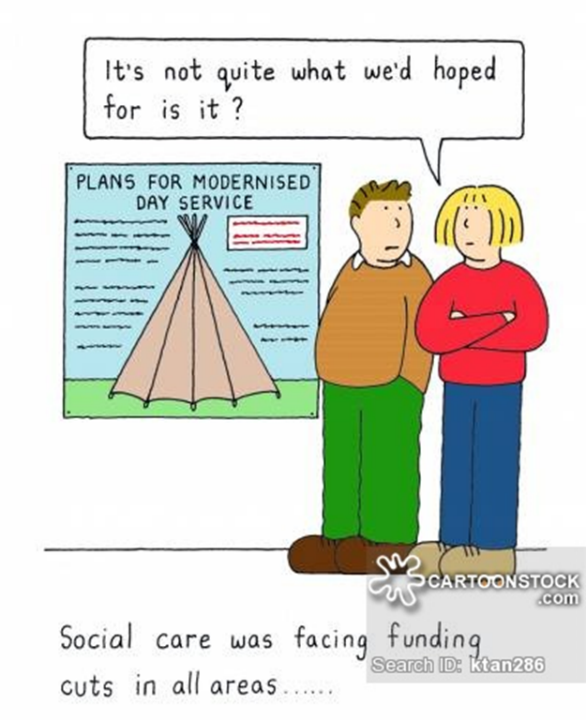 It's not quite what we'd hoped
for is it ?
PLANS FOR MODERNISED
DAY SERVICE
CARTOONSTOCK
.com
Search ID: ktan286
Social care was facing funding
cuts in all areas......